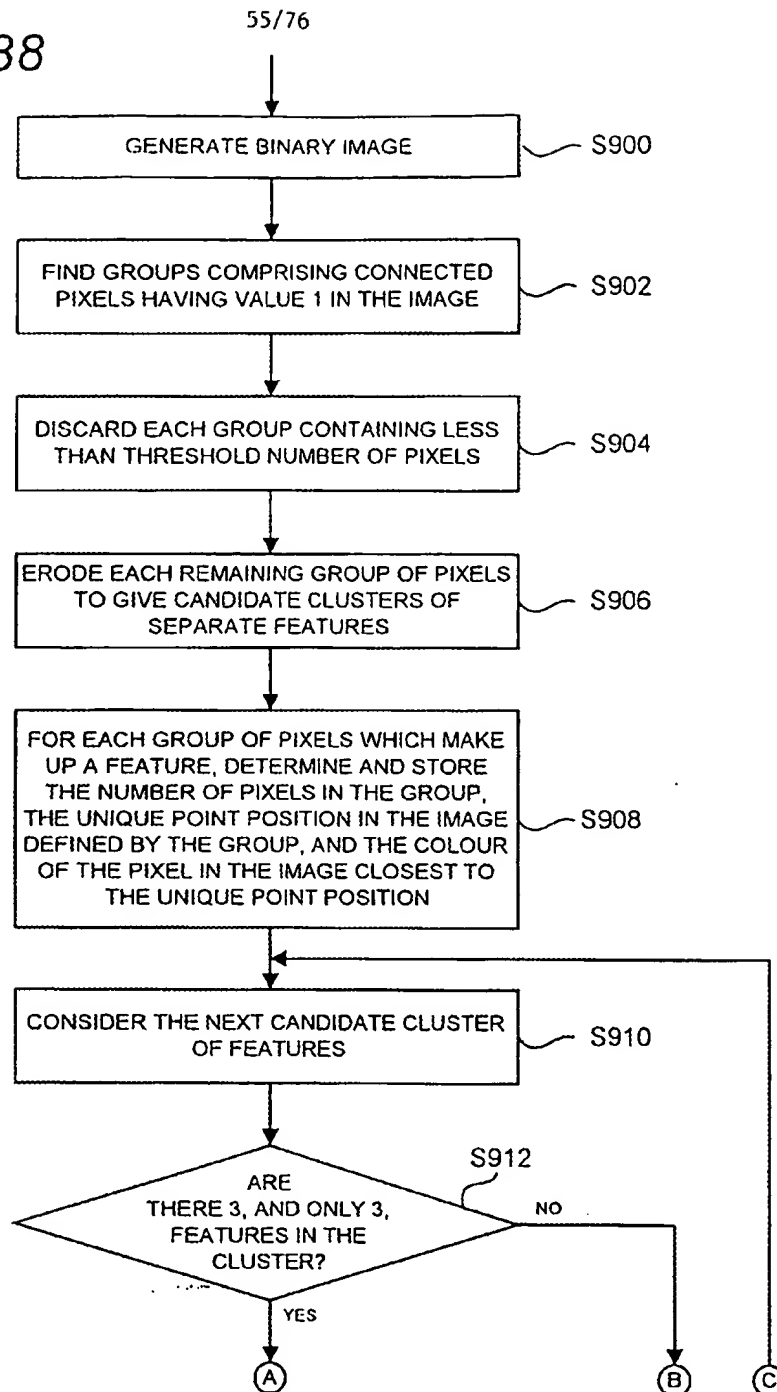 55/76
38
GENERATE BINARY IMAGE
S900
FIND GROUPS COMPRISING CONNECTED
PIXELS HAVING VALUE 1 IN THE IMAGE
S902
DISCARD EACH GROUP CONTAINING LESS
THAN THRESHOLD NUMBER OF PIXELS
S904
ERODE EACH REMAINING GROUP OF PIXELS
TO GIVE CANDIDATE CLUSTERS OF
SEPARATE FEATURES
S906
FOR EACH GROUP OF PIXELS WHICH MAKE
UP A FEATURE, DETERMINE AND STORE
THE NUMBER OF PIXELS IN THE GROUP,
THE UNIQUE POINT POSITION IN THE IMAGE
DEFINED BY THE GROUP, AND THE COLOUR
OF THE PIXEL IN THE IMAGE CLOSEST TO
THE UNIQUE POINT POSITION
S908
CONSIDER THE NEXT CANDIDATE CLUSTER
OF FEATURES
S910
S912
ARE
THERE 3, AND ONLY 3,
FEATURES IN THE
CLUSTER?
NO
YES
A
B
C